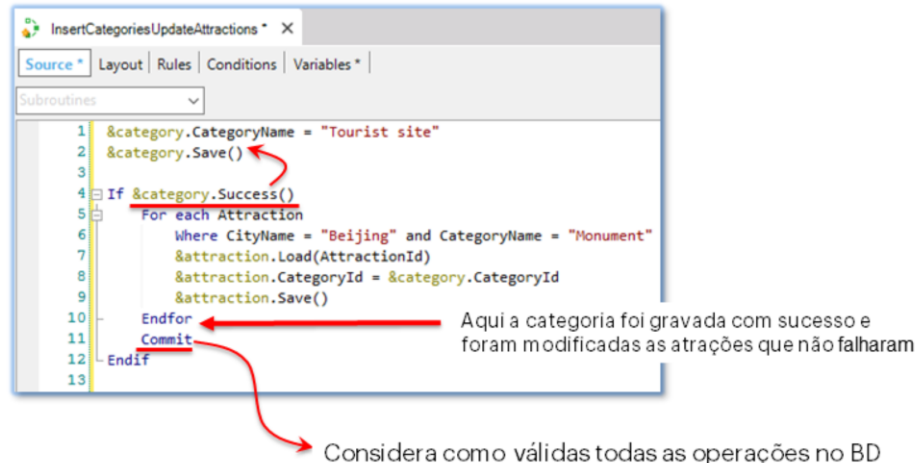 InsertCategoriesUpdateAttractions * X
Source * Layout Rules Conditions Variables *
Subroutines
1 &category.CategoryName = "Tourist site"
2 &category.Save()
3
4 If &category.Success()
5 For each Attraction
6 Where CityName = "Beijing" and CategoryName = "Monument"
7 &attraction.Load(AttractionId)
8 &attraction.CategoryId = &category.CategoryId
9 &attraction.Save()
10 Endfor
11 Commit
12 Endif
13
Aqui a categoria foi gravada com sucesso e
foram modificadas as atrações que não falharam
Considera como válidas todas as operações no BD